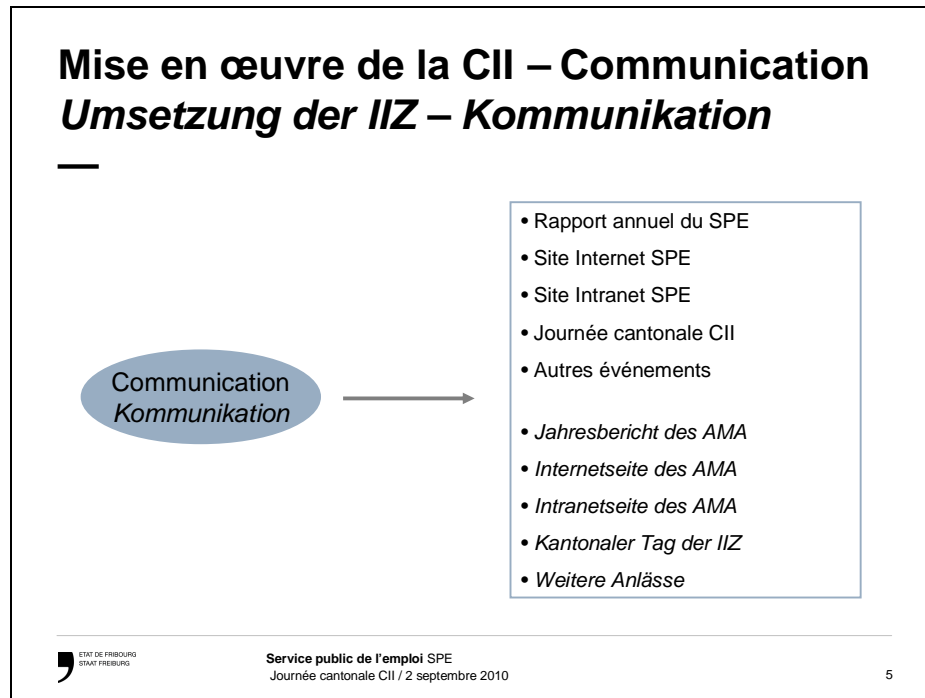 Mise en œuvre de la CII – Communication
Umsetzung der IIZ – Kommunikation
—
Communication
Kommunikation
• Rapport annuel du SPE
• Site Internet SPE
• Site Intranet SPE
• Journée cantonale CII
• Autres événements
• Jahresbericht des AMA
• Internetseite des AMA
• Intranetseite des AMA
• Kantonaler Tag der IIZ
• Weitere Anlässe
ETAT DE FRIBOURG
STAAT FREIBURG
Service public de l'emploi SPE
Journée cantonale CII / 2 septembre 2010
5